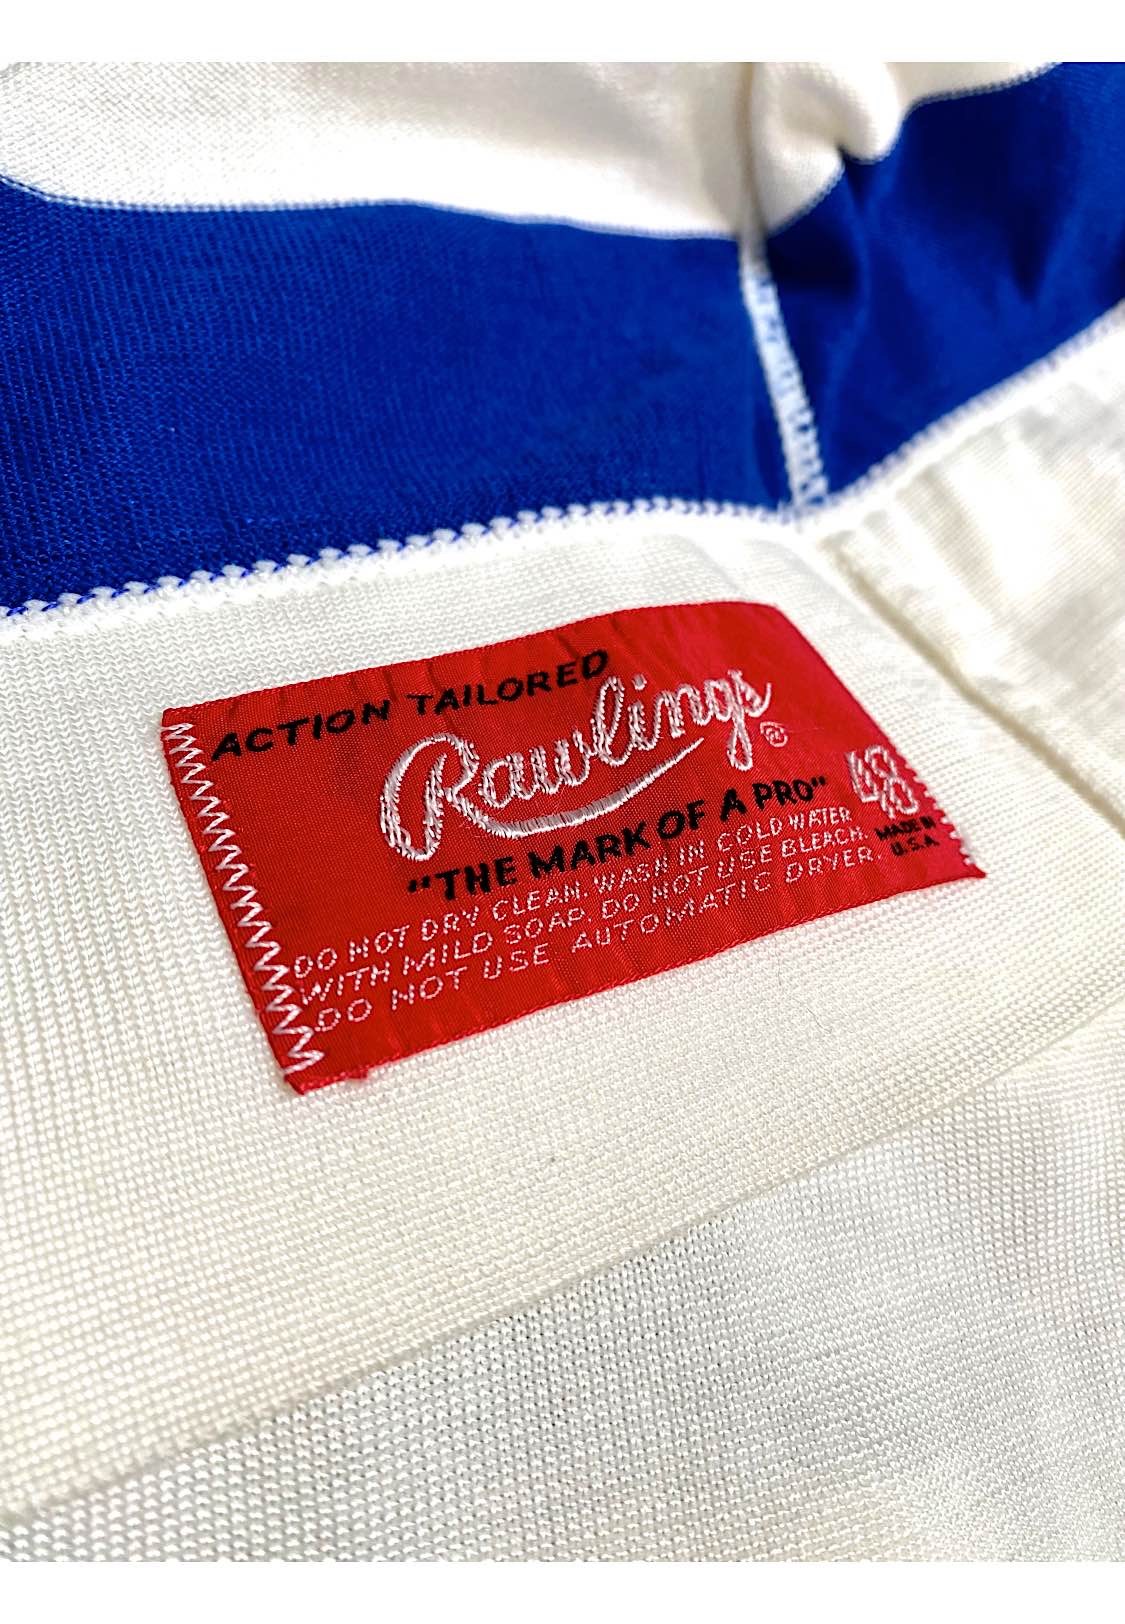 ACTION TAILORED
Rawlings ®
"THE MARK OF A PRO"
48
DO NOT DRY CLEAN. WASH IN COLD WATER
WITH MILD SOAP. DO NOT USE BLEACH.
DO NOT USE AUTOMATIC DRYER.
MADE IN
U.S.A.